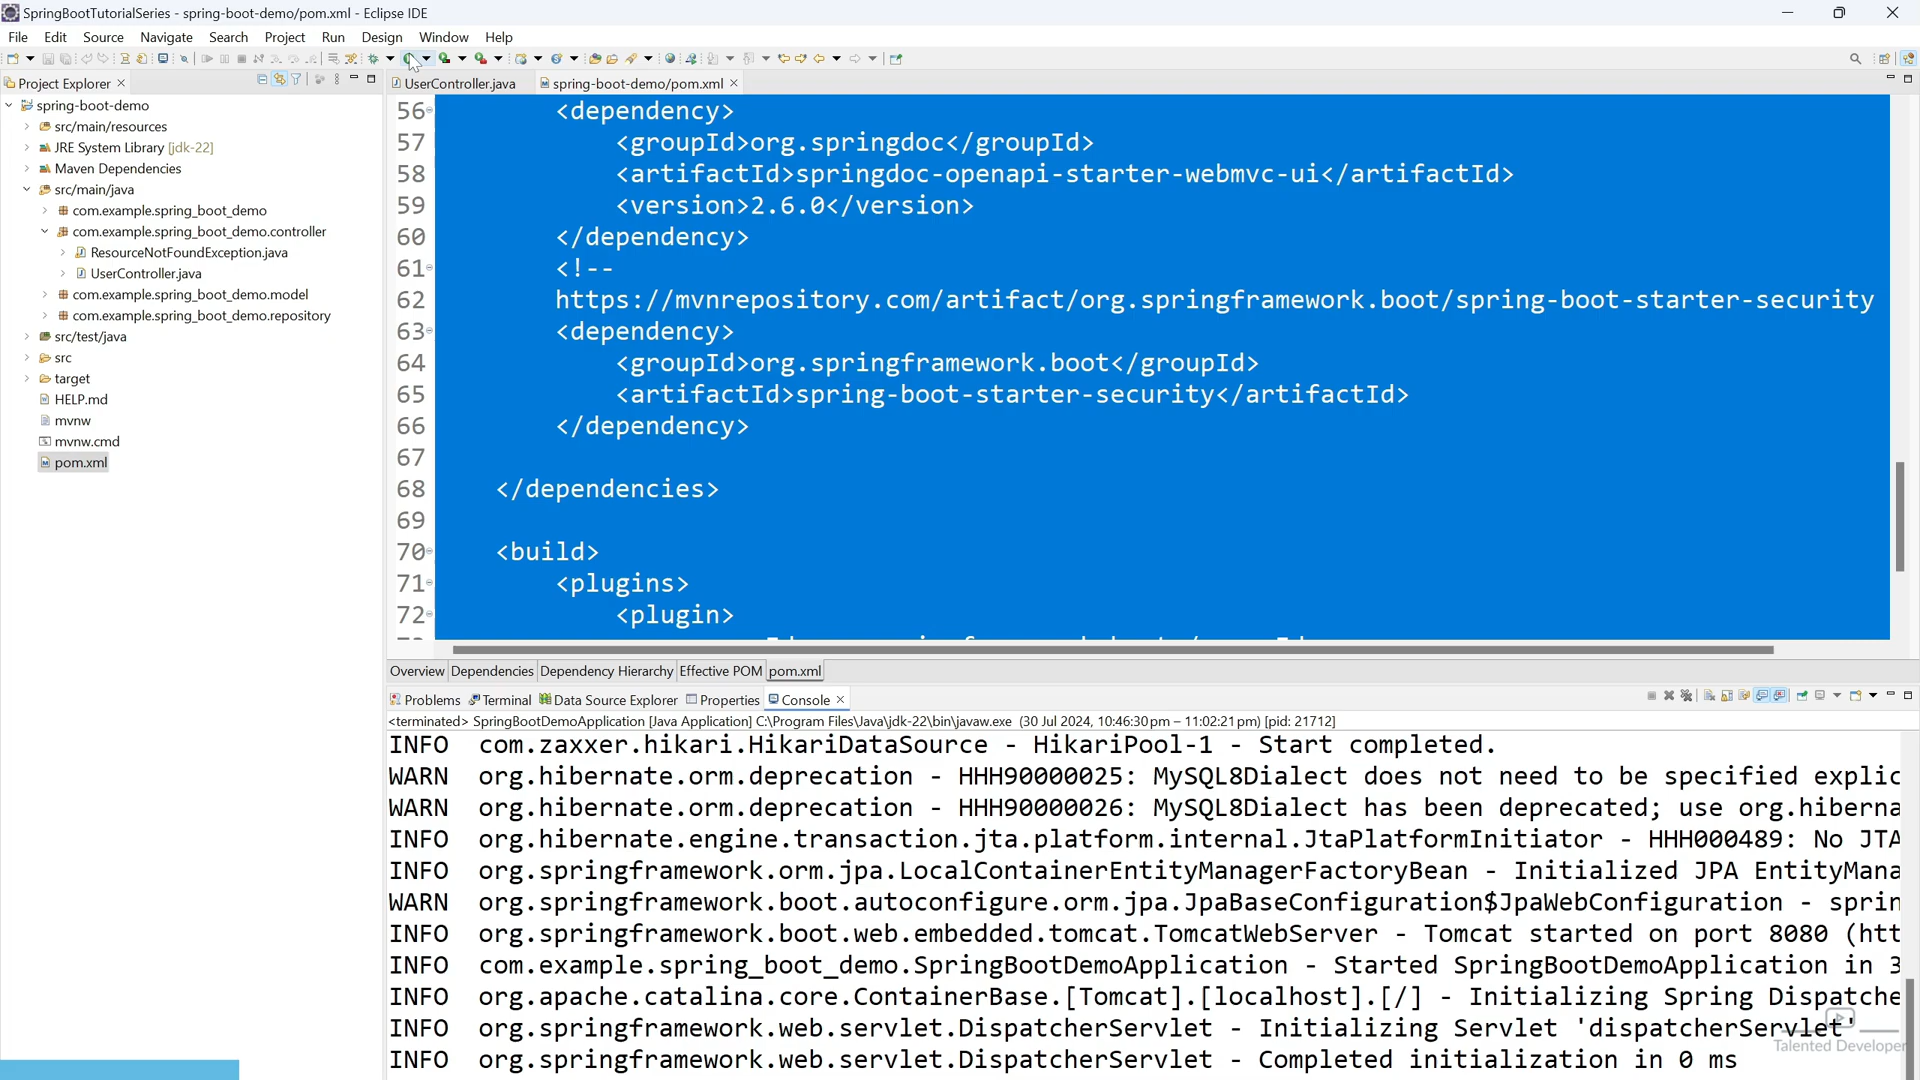 SpringBootTutorialSeries - spring-boot-demo/pom.xml - Eclipse IDE
File Edit Source Navigate Search Project Run Design Window Help
Project Explorer
spring-boot-demo
src/main/resources
JRE System Library [jdk-22]
Maven Dependencies
src/main/java
com.example.spring_boot_demo
com.example.spring_boot_demo.controller
ResourceNotFoundException.java
UserController.java
com.example.spring_boot_demo.model
com.example.spring_boot_demo.repository
src/test/java
src
target
HELP.md
mvnw
mvnw.cmd
pom.xml
UserController.java spring-boot-demo/pom.xml
56 <dependency>
57 <groupId>org.springdoc</groupId>
58 <artifactId>springdoc-openapi-starter-webmvc-ui</artifactId>
59 <version>2.6.0</version>
60 </dependency>
61 <!--
62 https://mvnrepository.com/artifact/org.springframework.boot/spring-boot-starter-security
63 <dependency>
64 <groupId>org.springframework.boot</groupId>
65 <artifactId>spring-boot-starter-security</artifactId>
66 </dependency>
67
68 </dependencies>
69
70 <build>
71 <plugins>
72 <plugin>
Overview Dependencies Dependency Hierarchy Effective POM pom.xml
Problems Terminal Data Source Explorer Properties Console
<terminated> SpringBootDemoApplication [Java Application] C:\Program Files\Java\jdk-22\bin\javaw.exe (30 Jul 2024, 10:46:30 pm – 11:02:21 pm) [pid: 21712]
INFO com.zaxxer.hikari.HikariDataSource - HikariPool-1 - Start completed.
WARN org.hibernate.orm.deprecation - HHH90000025: MySQL8Dialect does not need to be specified explic
WARN org.hibernate.orm.deprecation - HHH90000026: MySQL8Dialect has been deprecated; use org.hiberna
INFO org.hibernate.engine.transaction.jta.platform.internal.JtaPlatformInitiator - HHH000489: No JTA
INFO org.springframework.orm.jpa.LocalContainerEntityManagerFactoryBean - Initialized JPA EntityMana
WARN org.springframework.boot.autoconfigure.orm.jpa.JpaBaseConfiguration$JpaWebConfiguration - sprin
INFO org.springframework.boot.web.embedded.tomcat.TomcatWebServer - Tomcat started on port 8080 (htt
INFO com.example.spring_boot_demo.SpringBootDemoApplication - Started SpringBootDemoApplication in 3
INFO org.apache.catalina.core.ContainerBase.[Tomcat].[localhost].[/] - Initializing Spring Dispatche
INFO org.springframework.web.servlet.DispatcherServlet - Initializing Servlet 'dispatcherServlet'
INFO org.springframework.web.servlet.DispatcherServlet - Completed initialization in 0 ms
Talented Developer